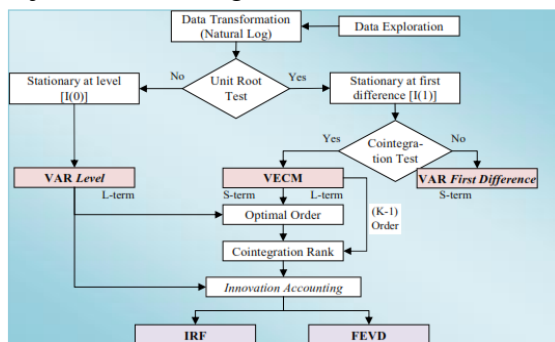 Data Transformation
(Natural Log)
Data Exploration
Stationary at level
[I(0)]
No
Unit Root
Test
Yes
Stationary at first
difference [I(1)]
Yes
Cointegra-
tion Test
No
VAR Level
L-term
VECM
S-term
L-term
VAR First Difference
S-term
Optimal Order
(K-1)
Order
Cointegration Rank
Innovation Accounting
IRF
FEVD